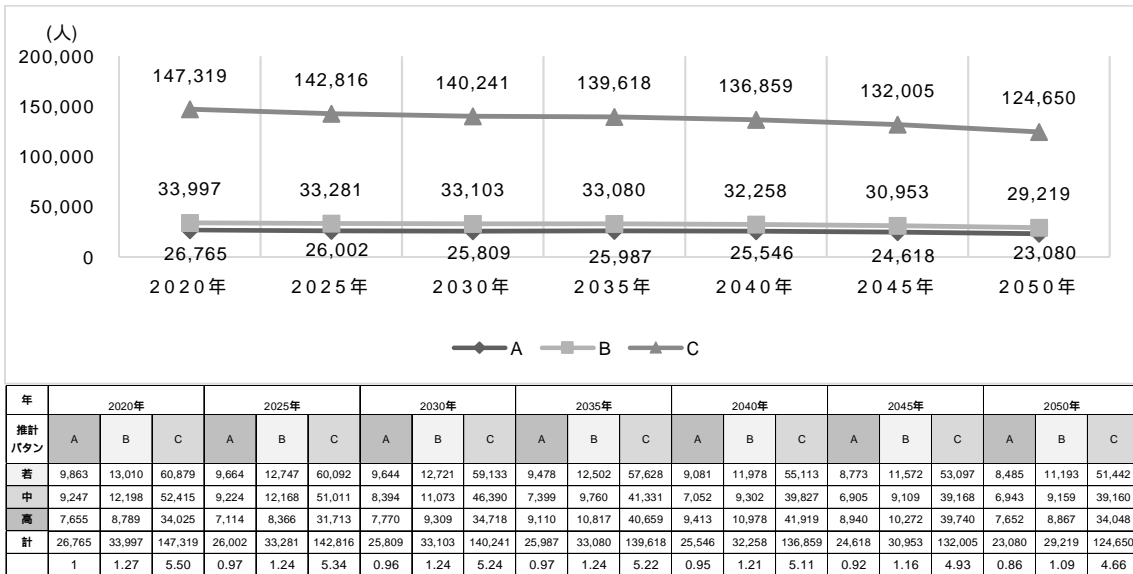 (人)
200,000
150,000
100,000
50,000
0
147,319 142,816 140,241 139,618 136,859 132,005 124,650
33,997 33,281 33,103 33,080 32,258 30,953 29,219
26,765 26,002 25,809 25,987 25,546 24,618 23,080
2020年 2025年 2030年 2035年 2040年 2045年 2050年
A B C
年 2020年 2025年 2030年 2035年 2040年 2045年 2050年
推計
パタン A B C A B C A B C A B C A B C A B C A B C
若 9,863 13,010 60,879 9,664 12,747 60,092 9,644 12,721 59,133 9,478 12,502 57,628 9,081 11,978 55,113 8,773 11,572 53,097 8,485 11,193 51,442
中 9,247 12,198 52,415 9,224 12,168 51,011 8,394 11,073 46,390 7,399 9,760 41,331 7,052 9,302 39,827 6,905 9,109 39,168 6,943 9,159 39,160
高 7,655 8,789 34,025 7,114 8,366 31,713 7,770 9,309 34,718 9,110 10,817 40,659 9,413 10,978 41,919 8,940 10,272 39,740 7,652 8,867 34,048
計 26,765 33,997 147,319 26,002 33,281 142,816 25,809 33,103 140,241 25,987 33,080 139,618 25,546 32,258 136,859 24,618 30,953 132,005 23,080 29,219 124,650
1 1.27 5.50 0.97 1.24 5.34 0.96 1.24 5.24 0.97 1.24 5.22 0.95 1.21 5.11 0.92 1.16 4.93 0.86 1.09 4.66